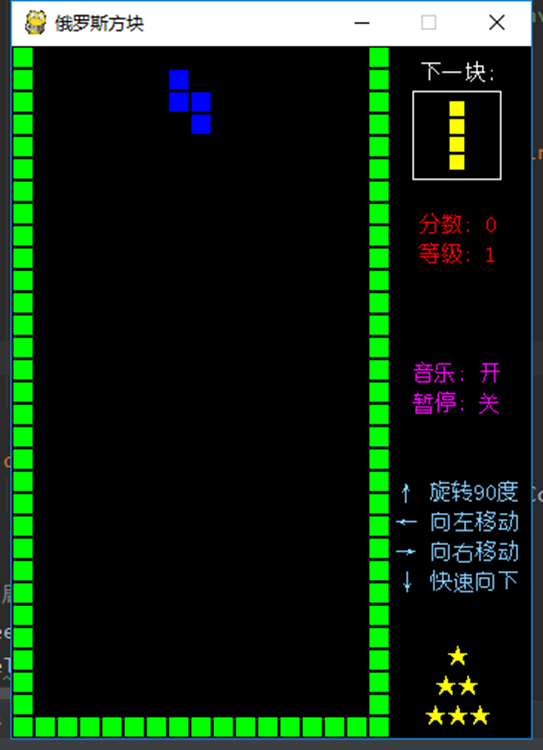 俄罗斯方块
下一块:
分数: 0
等级: 1
音乐: 开
暂停: 关
↑ 旋转90度
← 向左移动
→ 向右移动
↓ 快速向下